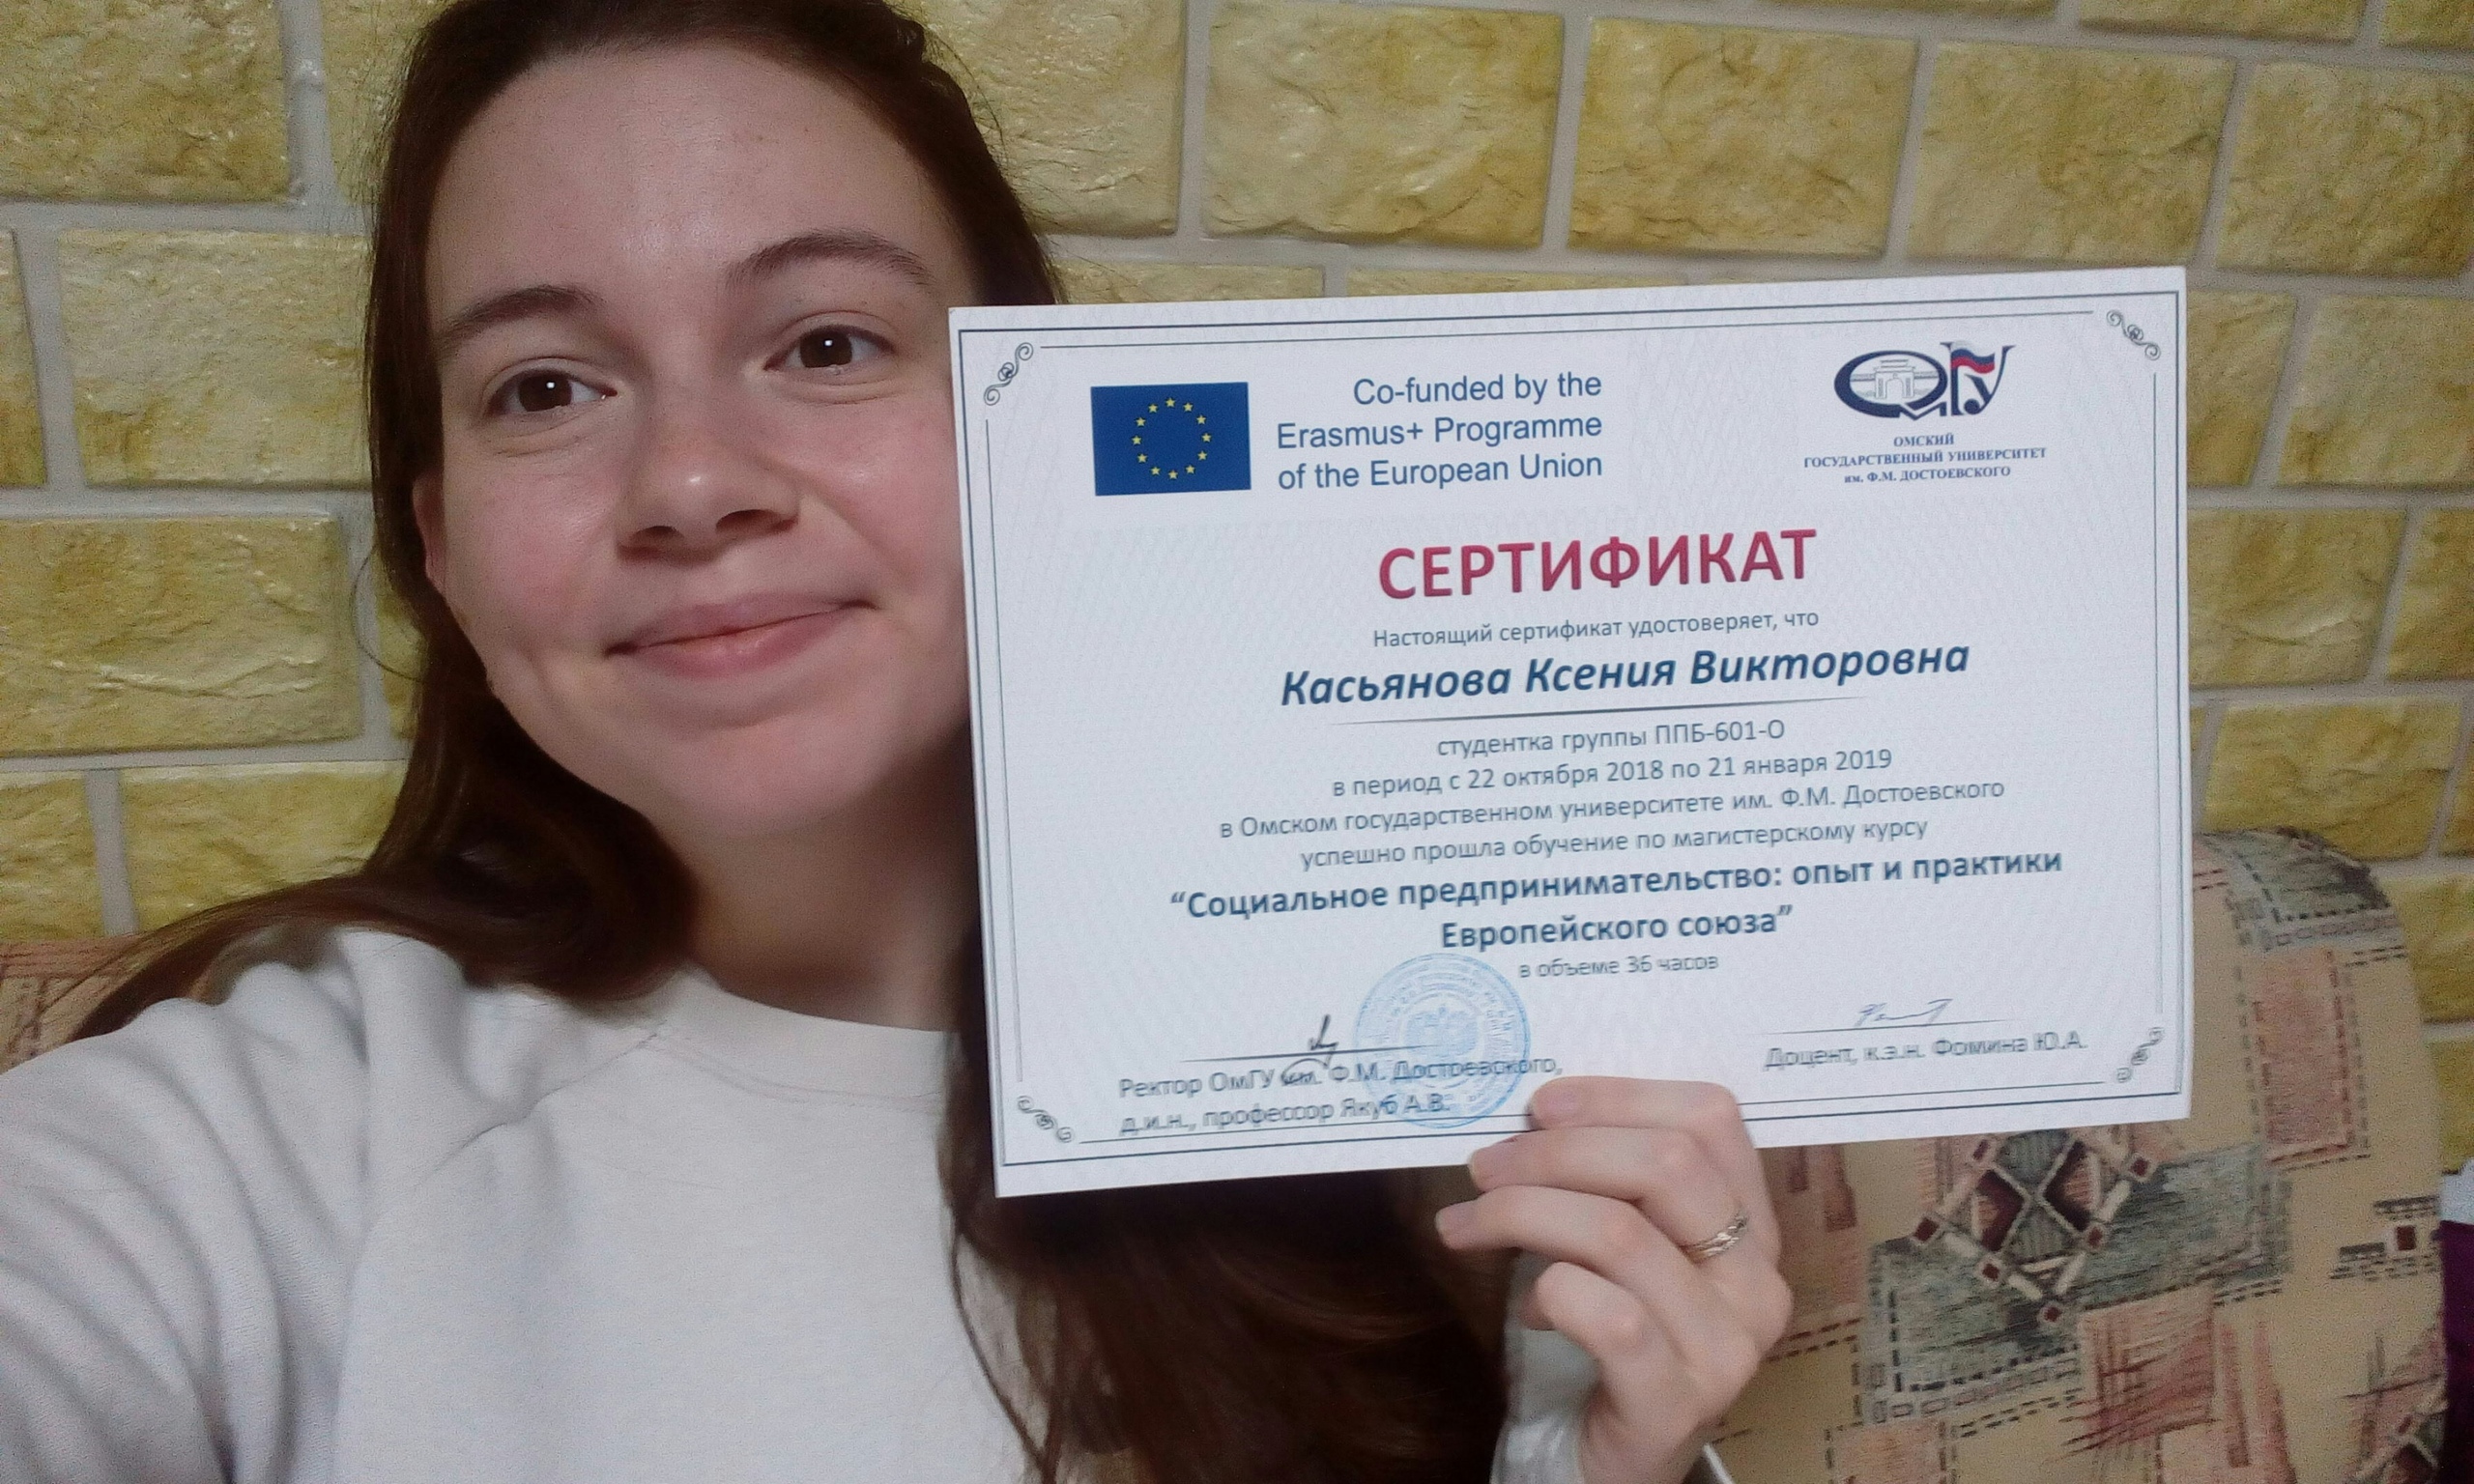 Co-funded by the
Erasmus+ Programme
of the European Union
ОмГУ
ОМСКИЙ
ГОСУДАРСТВЕННЫЙ УНИВЕРСИТЕТ
им. Ф.М. ДОСТОЕВСКОГО
СЕРТИФИКАТ
Настоящий сертификат удостоверяет, что
Касьянова Ксения Викторовна
студентка группы ППБ-601-О
в период с 22 октября 2018 по 21 января 2019
в Омском государственном университете им. Ф.М. Достоевского
успешно прошла обучение по магистерскому курсу
“Социальное предпринимательство: опыт и практики
Европейского союза”
в объеме 36 часов
Ректор ОмГУ им. Ф.М. Достоевского,
д.и.н., профессор Якуб А.В.
Доцент, к.э.н. Фомина Ю.А.